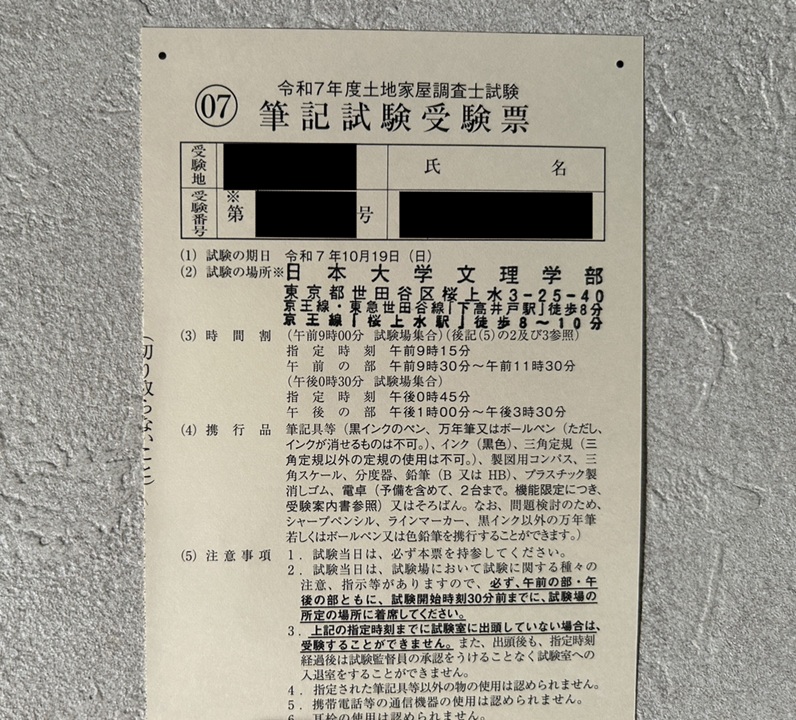 令和7年度土地家屋調査士試験
07 筆記試験受験票
受験地 氏名
受験番号 ※第 号
(1) 試験の期日 令和7年10月19日（日）
(2) 試験の場所※日本大学文理学部
東京都世田谷区桜上水3-25-40
京王線・東急世田谷線「下高井戸駅」徒歩8分
京王線「桜上水駅」徒歩8～10分
(3) 時間割 （午前9時00分 試験場集合）（後記(5)の2及び3参照）
指定時刻 午前9時15分
午前の部 午前9時30分～午前11時30分
（午後0時30分 試験場集合）
指定時刻 午後0時45分
午後の部 午後1時00分～午後3時30分
(4) 携行品 筆記具等（黒インクのペン、万年筆又はボールペン（ただし、
インクが消せるものは不可。）、インク（黒色）、三角定規（三
角定規以外の定規の使用は不可。）、製図用コンパス、三
角スケール、分度器、鉛筆（B又はHB）、プラスチック製
消しゴム、電卓（予備を含めて、2台まで。機能限定につき、
受験案内書参照）又はそろばん。なお、問題検討のため、
シャープペンシル、ラインマーカー、黒インク以外の万年筆
若しくはボールペン又は色鉛筆を携行することができます。）
(5) 注意事項 1．試験当日は、必ず本票を持参してください。
2．試験当日は、試験場において試験に関する種々の
注意、指示等がありますので、必ず、午前の部・午
後の部ともに、試験開始時刻30分前までに、試験場の
所定の場所に着席してください。
3．上記の指定時刻までに試験室に出頭していない場合は、
受験することができません。また、出頭後も、指定時刻
経過後は試験監督員の承認をうけることなく試験室への
入退室をすることができません。
4．指定された筆記具等以外の物の使用は認められません。
5．携帯電話等の通信機器の使用は認められません。
6．耳栓の使用は認められません。
（切り取らないこと）